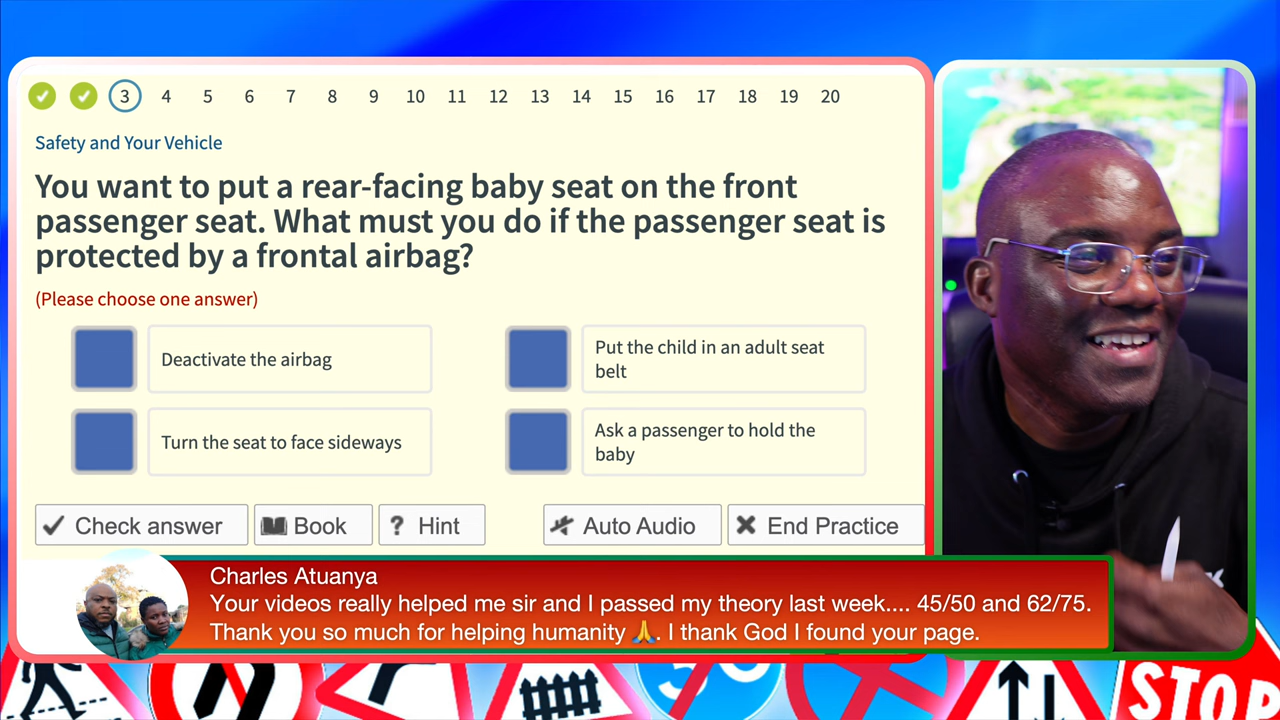 3 4 5 6 7 8 9 10 11 12 13 14 15 16 17 18 19 20
Safety and Your Vehicle
You want to put a rear-facing baby seat on the front
passenger seat. What must you do if the passenger seat is
protected by a frontal airbag?
(Please choose one answer)
Deactivate the airbag
Put the child in an adult seat
belt
Turn the seat to face sideways
Ask a passenger to hold the
baby
Check answer
Book
? Hint
Auto Audio
End Practice
Charles Atuanya
Your videos really helped me sir and I passed my theory last week.... 45/50 and 62/75.
Thank you so much for helping humanity 🙏. I thank God I found your page.
STOP